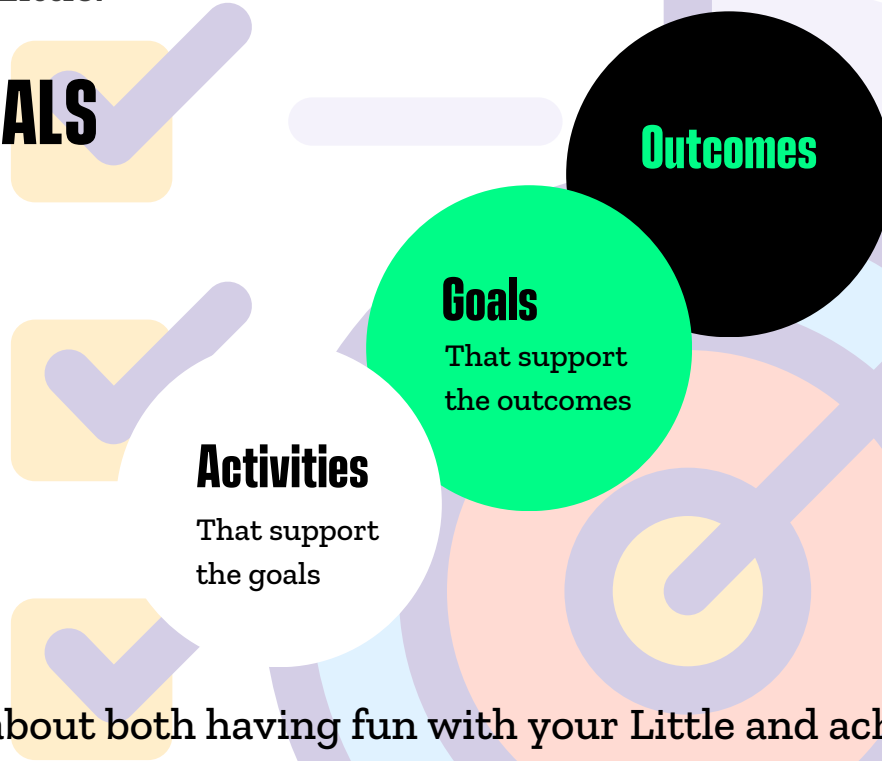 ALS
Outcomes
Goals
That support
the outcomes
Activities
That support
the goals
about both having fun with your Little and ach